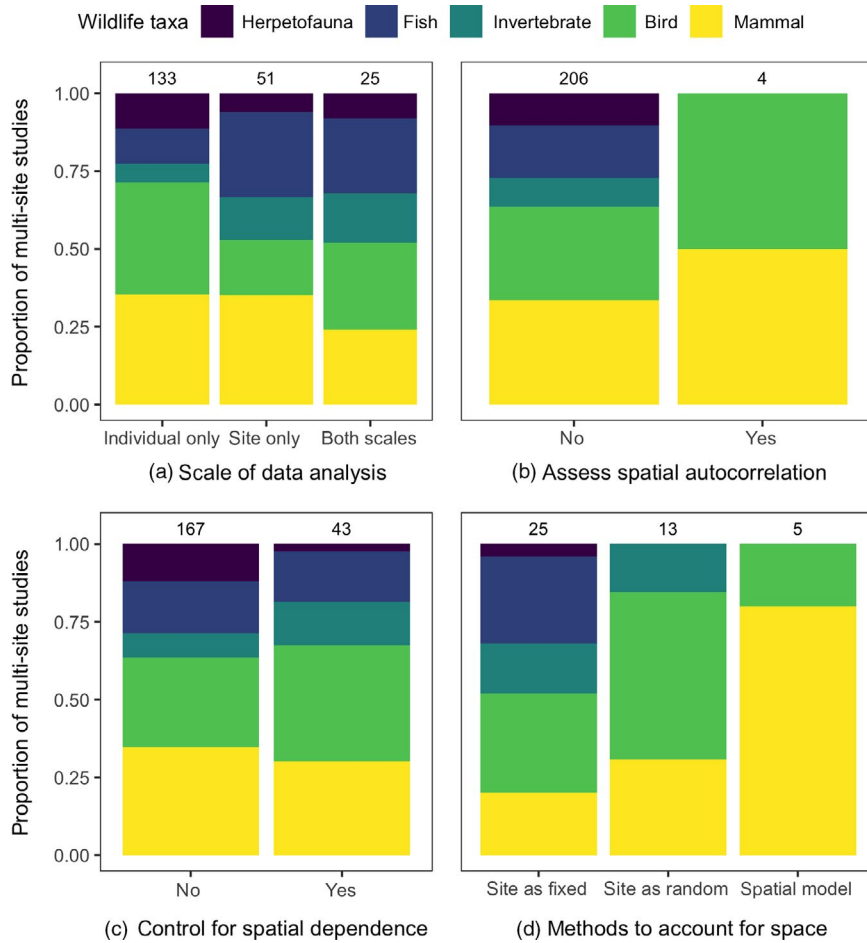 Wildlife taxa Herpetofauna Fish Invertebrate Bird Mammal
133 51 25
206 4
Proportion of multi-site studies
1.00
0.75
0.50
0.25
0.00
Individual only Site only Both scales
No Yes
(a) Scale of data analysis
(b) Assess spatial autocorrelation
167 43
25 13 5
Proportion of multi-site studies
1.00
0.75
0.50
0.25
0.00
No Yes
Site as fixed Site as random Spatial model
(c) Control for spatial dependence
(d) Methods to account for space